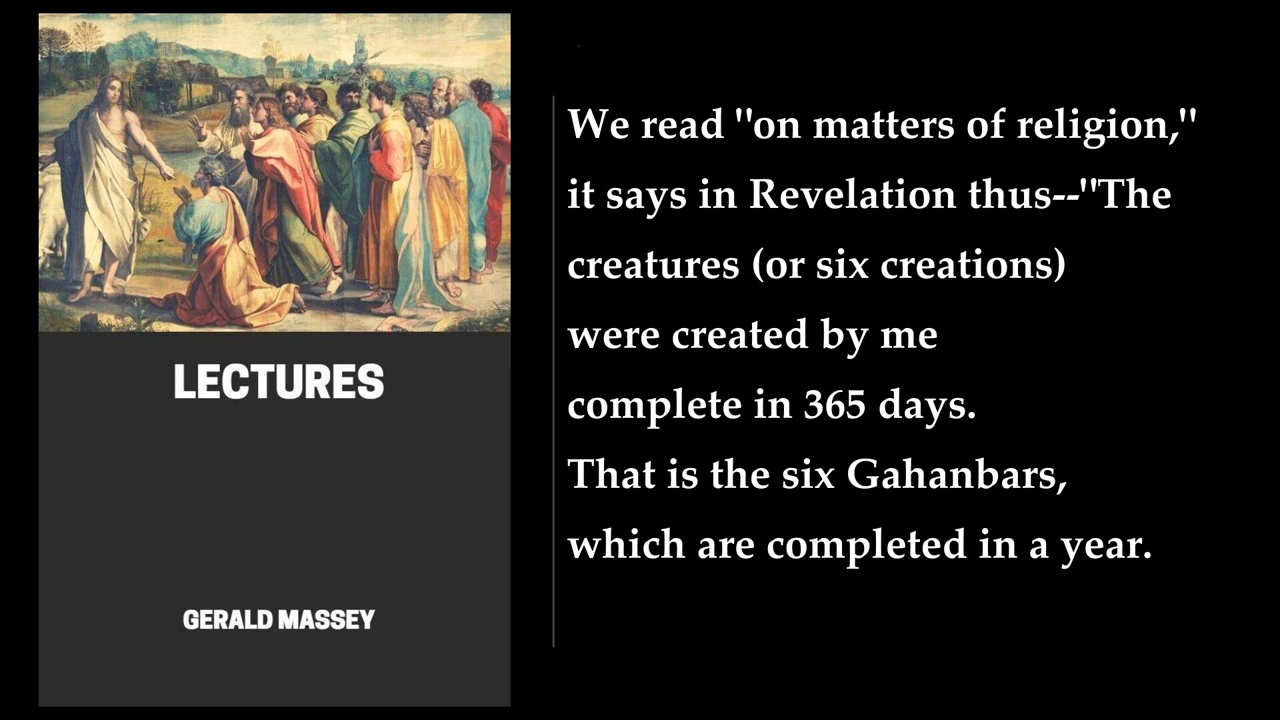 LECTURES
GERALD MASSEY
We read "on matters of religion,"
it says in Revelation thus--"The
creatures (or six creations)
were created by me
complete in 365 days.
That is the six Gahanbars,
which are completed in a year.